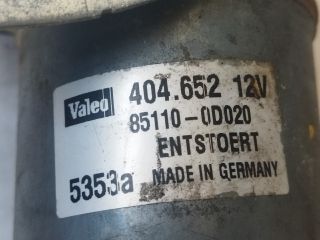 Valeo 404.652 12V
85110-0D020
ENTSTOERT
5353a MADE IN GERMANY